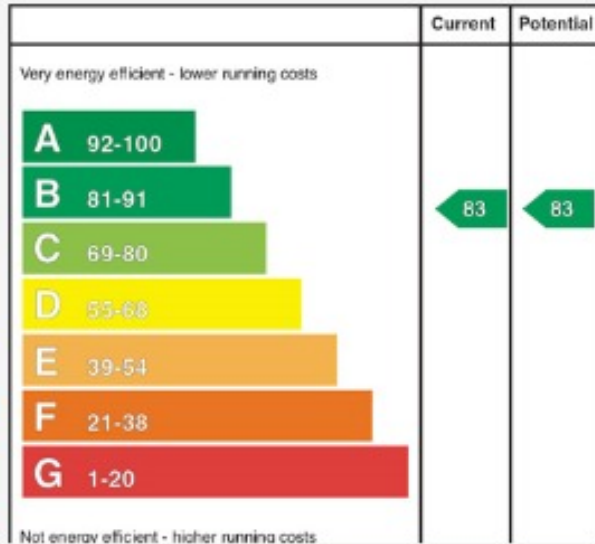 Current Potential
Very energy efficient - lower running costs
A 92-100
B 81-91 83 83
C 69-80
D 55-68
E 39-54
F 21-38
G 1-20
Not energy efficient - higher running costs